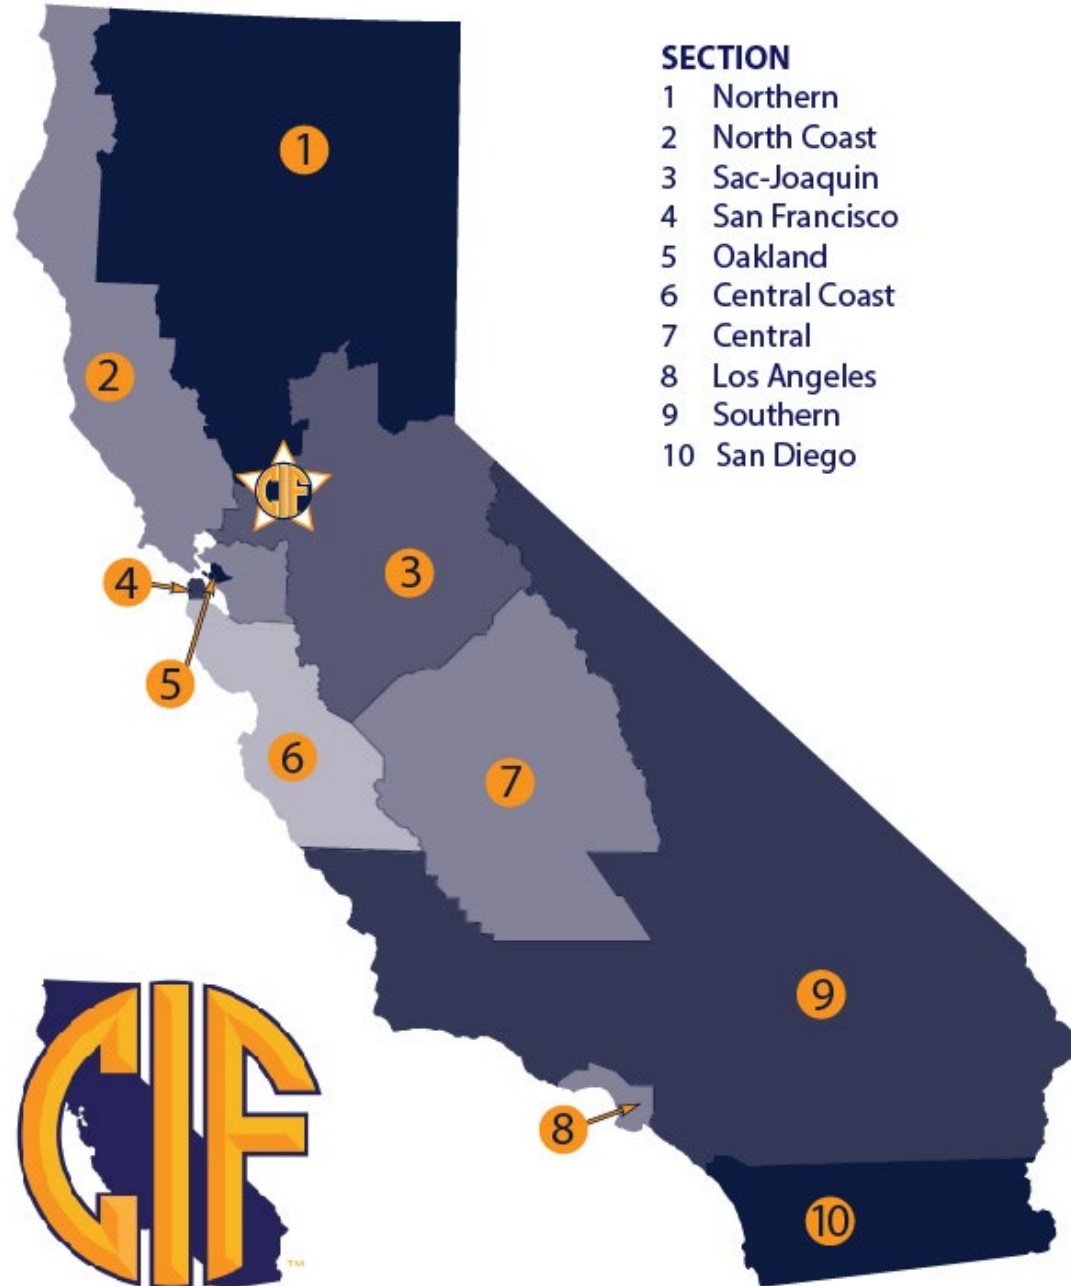 SECTION
1 Northern
2 North Coast
3 Sac-Joaquin
4 San Francisco
5 Oakland
6 Central Coast
7 Central
8 Los Angeles
9 Southern
10 San Diego
1
2
CIF
3
4
5
6
7
9
8
10
CIF
TM